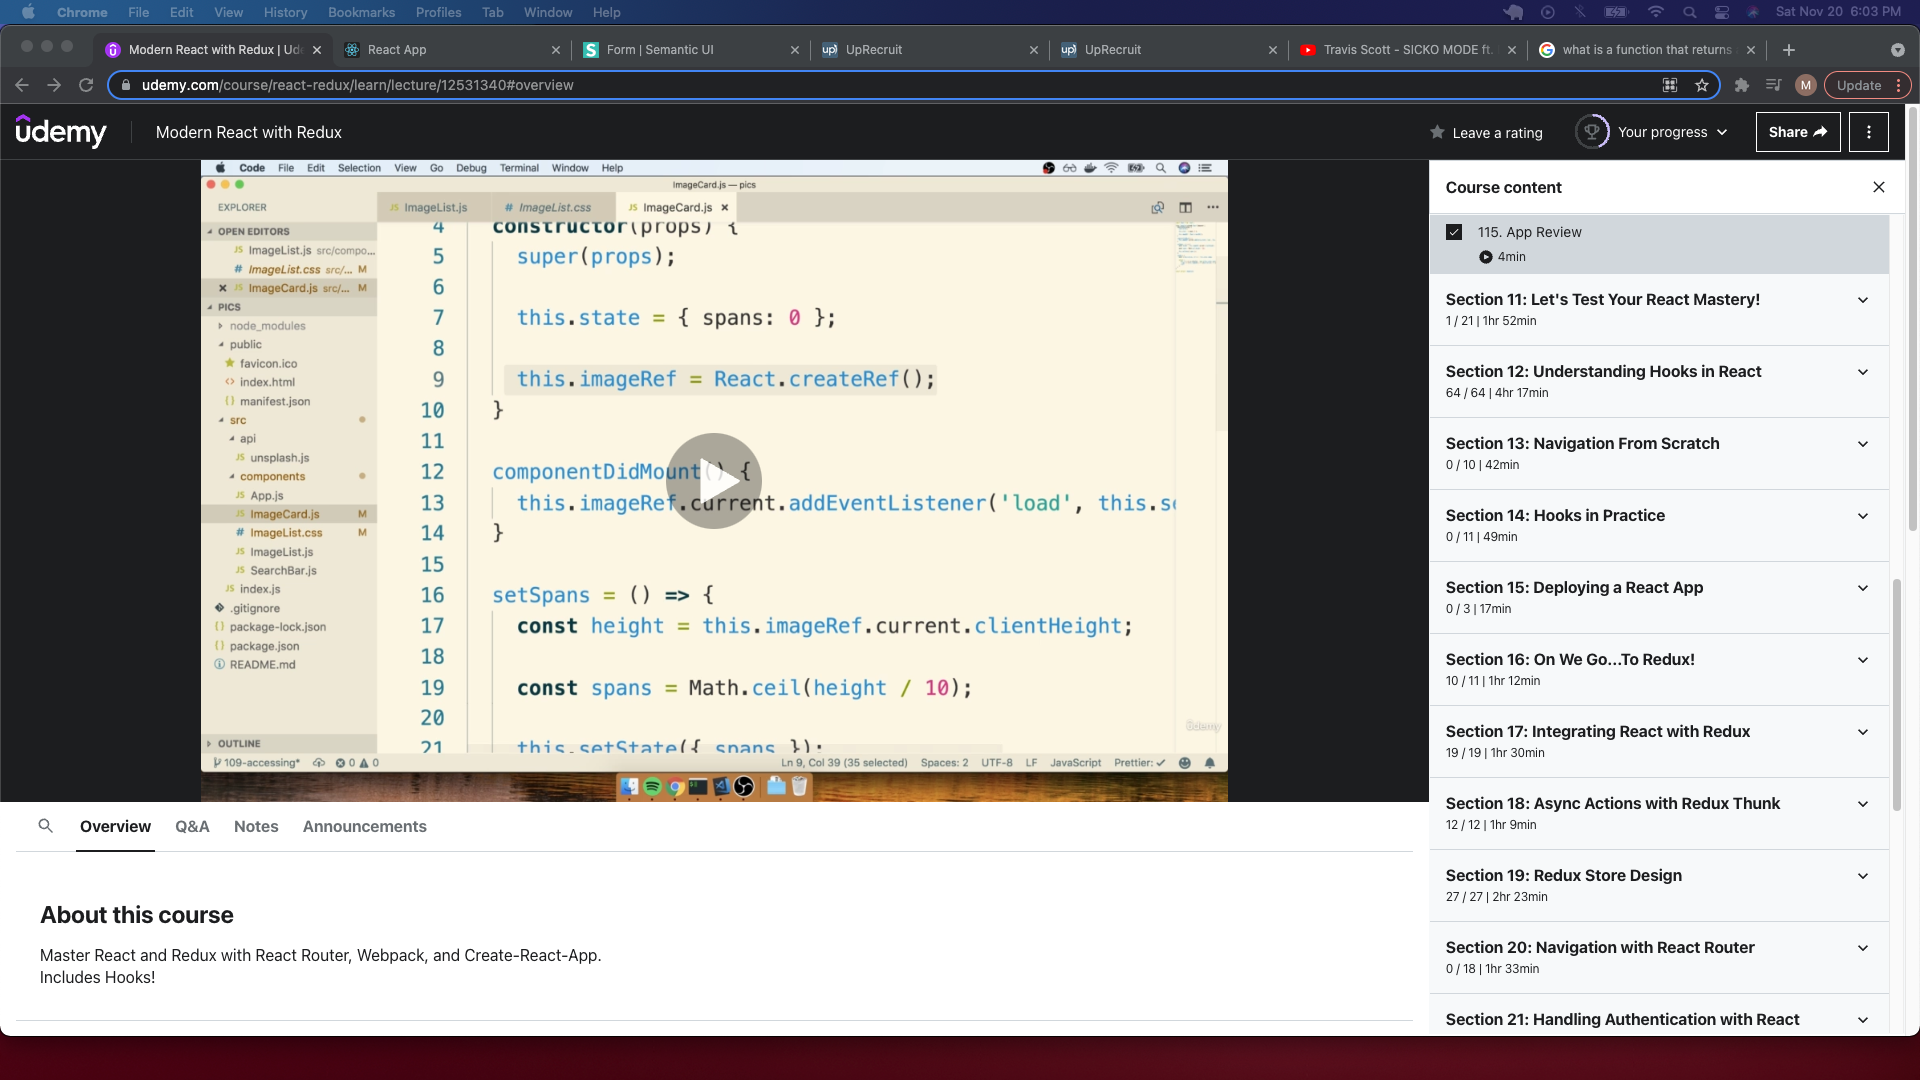 Chrome File Edit View History Bookmarks Profiles Tab Window Help Sat Nov 20 6:03 PM
Modern React with Redux | Ude React App Form | Semantic UI up) UpRecruit up) UpRecruit Travis Scott - SICKO MODE ft. what is a function that returns
udemy.com/course/react-redux/learn/lecture/12531340#overview M Update
udemy Modern React with Redux Leave a rating Your progress Share
Code File Edit Selection View Go Debug Terminal Window Help
ImageCard.js — pics
EXPLORER
JS ImageList.js # ImageList.css JS ImageCard.js
OPEN EDITORS
JS ImageList.js src/compo...
# ImageList.css src/... M
JS ImageCard.js src/... M
PICS
node_modules
public
favicon.ico
index.html
manifest.json
src
api
JS unsplash.js
components
JS App.js
JS ImageCard.js M
# ImageList.css M
JS ImageList.js
JS SearchBar.js
JS index.js
.gitignore
package-lock.json
package.json
README.md
OUTLINE
4 constructor(props) {
5 super(props);
6
7 this.state = { spans: 0 };
8
9 this.imageRef = React.createRef();
10 }
11
12 componentDidMount() {
13 this.imageRef.current.addEventListener('load', this.s
14 }
15
16 setSpans = () => {
17 const height = this.imageRef.current.clientHeight;
18
19 const spans = Math.ceil(height / 10);
20
21 this.setState({ spans });
udemy
109-accessing* 0 0 Ln 9, Col 39 (35 selected) Spaces: 2 UTF-8 LF JavaScript Prettier: ✓
Course content
115. App Review
4min
Section 11: Let's Test Your React Mastery!
1 / 21 | 1hr 52min
Section 12: Understanding Hooks in React
64 / 64 | 4hr 17min
Section 13: Navigation From Scratch
0 / 10 | 42min
Section 14: Hooks in Practice
0 / 11 | 49min
Section 15: Deploying a React App
0 / 3 | 17min
Section 16: On We Go...To Redux!
10 / 11 | 1hr 12min
Section 17: Integrating React with Redux
19 / 19 | 1hr 30min
Section 18: Async Actions with Redux Thunk
12 / 12 | 1hr 9min
Section 19: Redux Store Design
27 / 27 | 2hr 23min
Section 20: Navigation with React Router
0 / 18 | 1hr 33min
Section 21: Handling Authentication with React
Overview Q&A Notes Announcements
About this course
Master React and Redux with React Router, Webpack, and Create-React-App.
Includes Hooks!